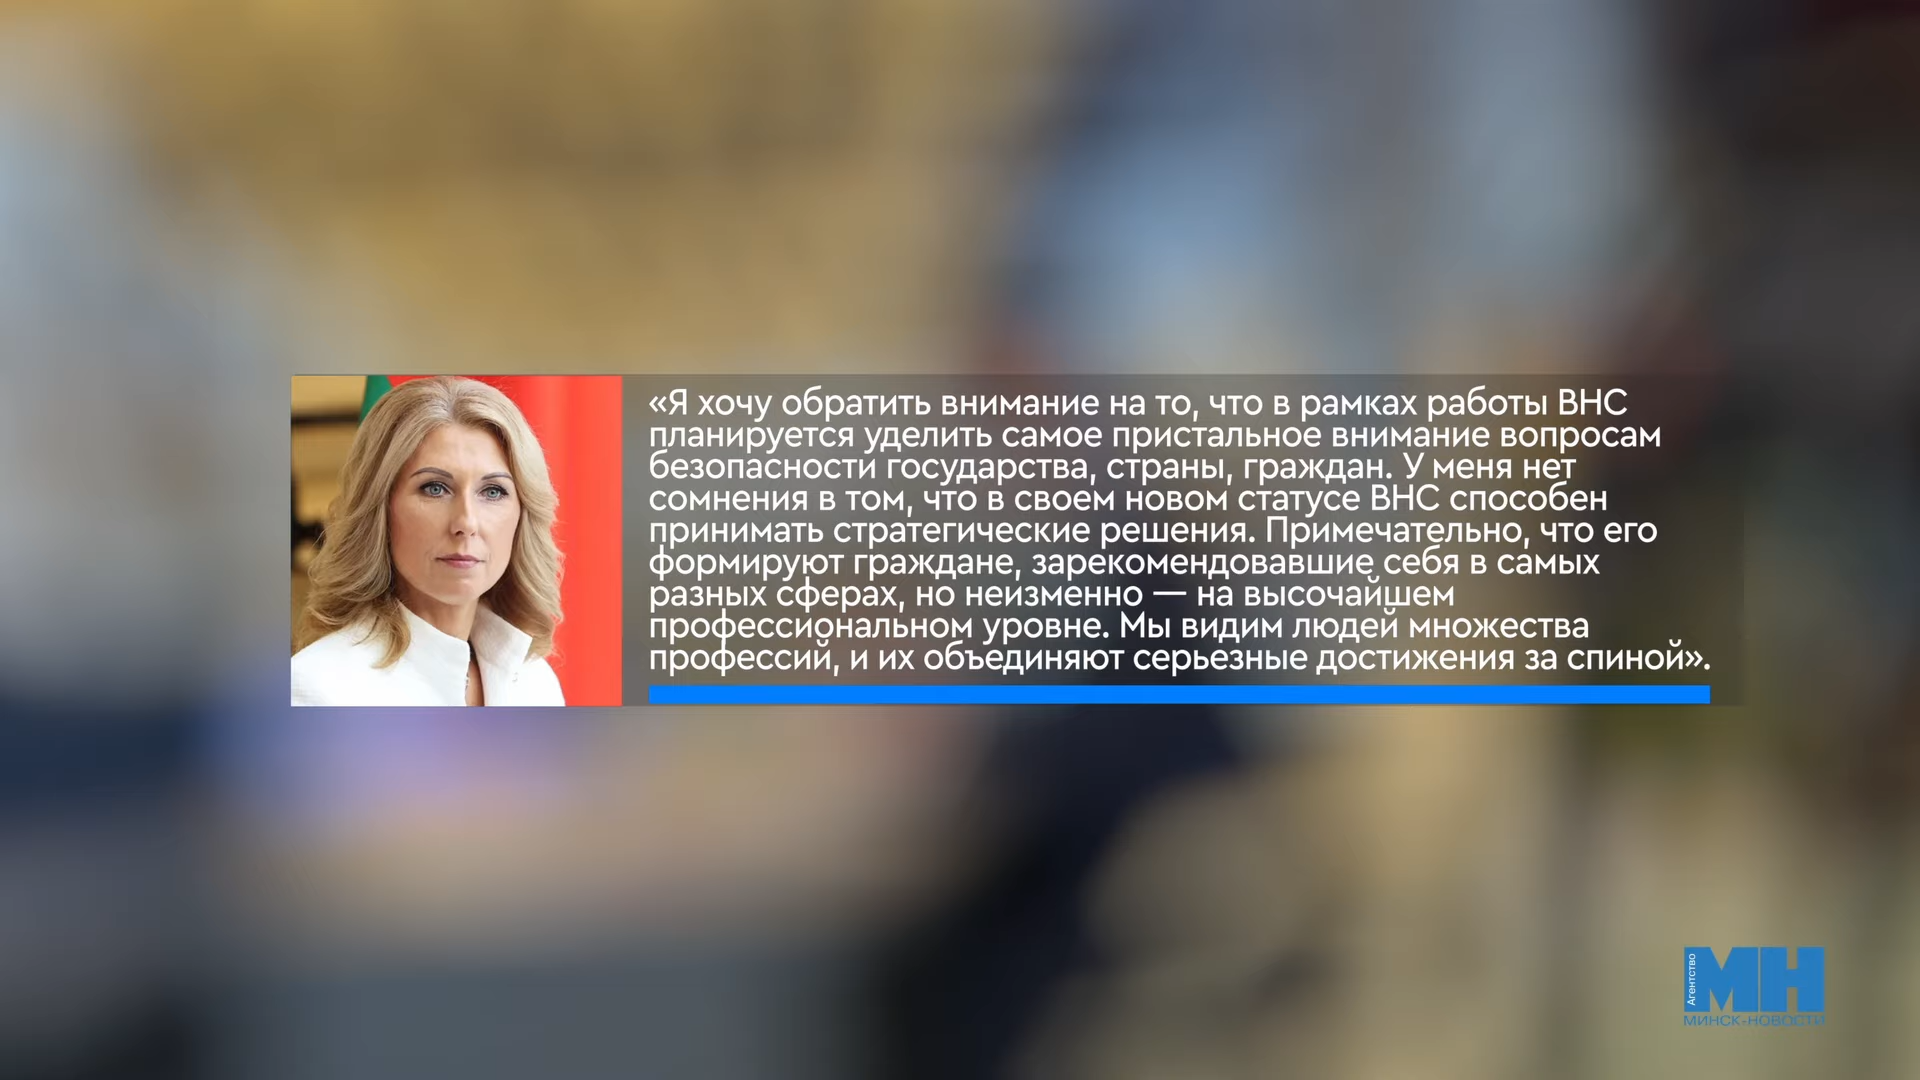 «Я хочу обратить внимание на то, что в рамках работы ВНС
планируется уделить самое пристальное внимание вопросам
безопасности государства, страны, граждан. У меня нет
сомнения в том, что в своем новом статусе ВНС способен
принимать стратегические решения. Примечательно, что его
формируют граждане, зарекомендовавшие себя в самых
разных сферах, но неизменно — на высочайшем
профессиональном уровне. Мы видим людей множества
профессий, и их объединяют серьезные достижения за спиной».
Агентство
МН
МИНСК-НОВОСТИ